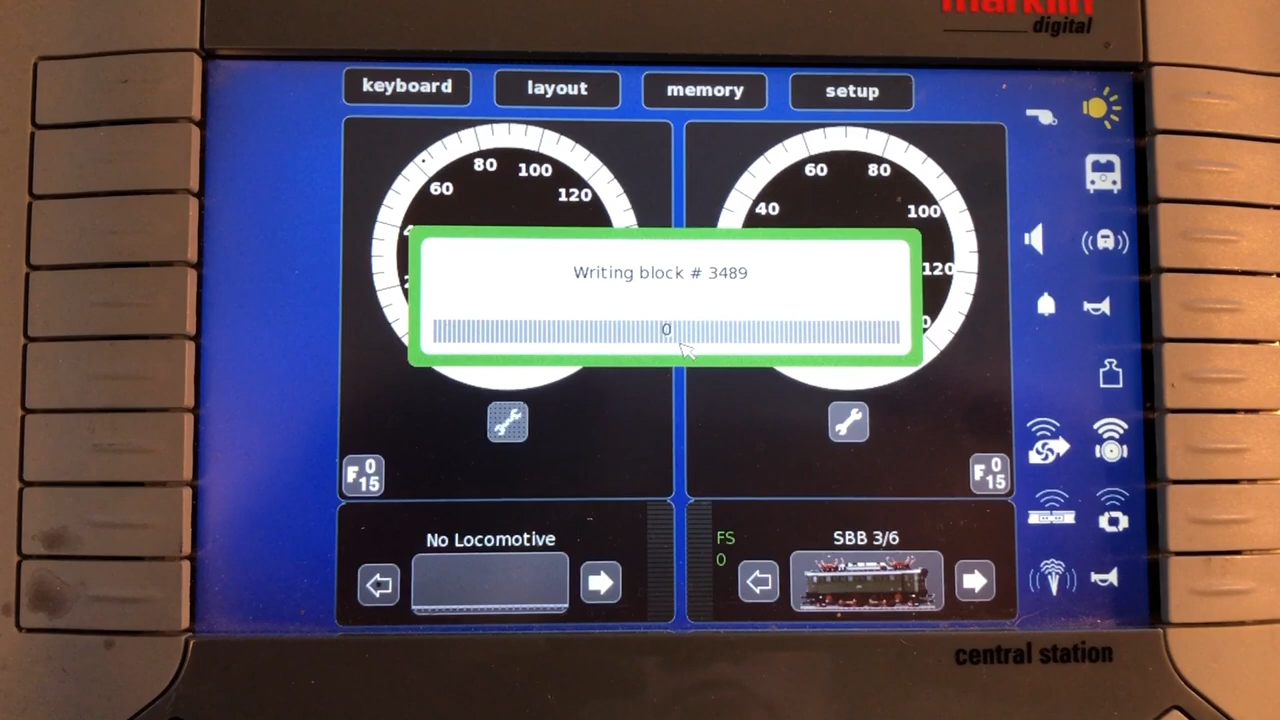 märklin
digital
keyboard
layout
memory
setup
60
80
100
120
40
60
80
100
120
Writing block # 3489
0
F 0
15
F 0
15
No Locomotive
FS
0
SBB 3/6
central station